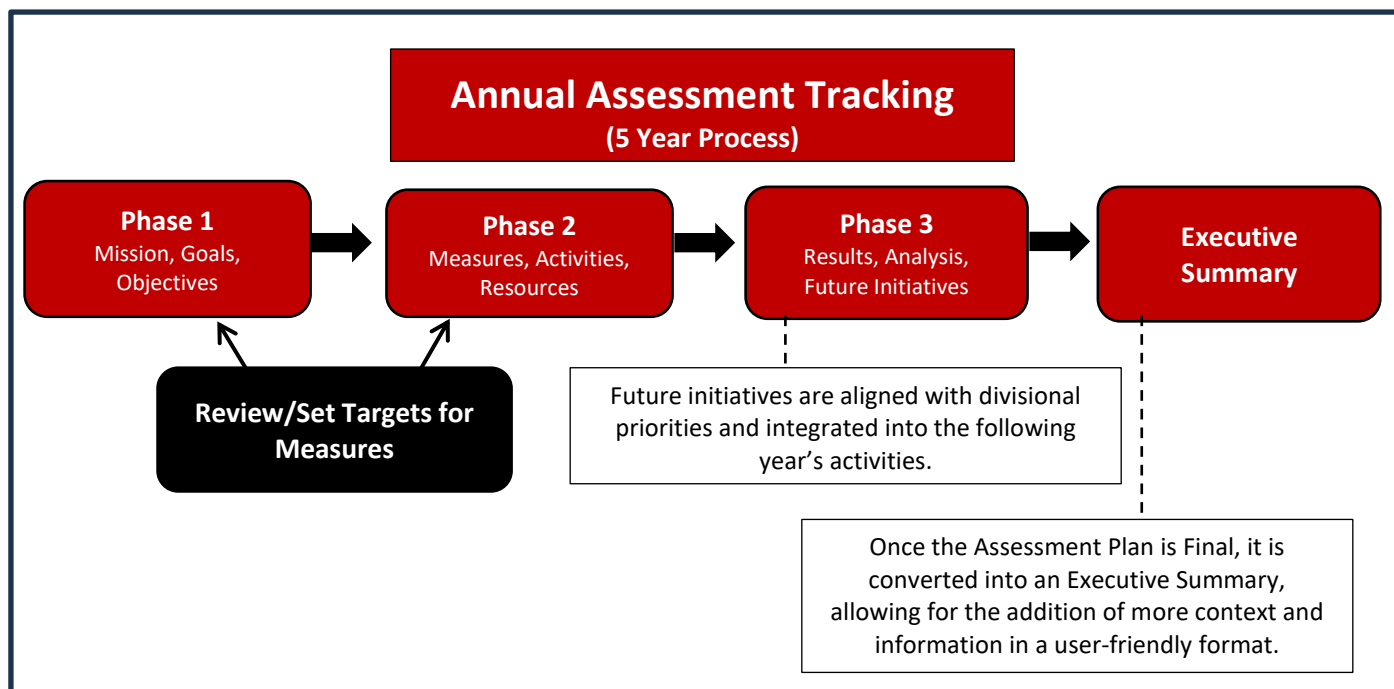 Annual Assessment Tracking
(5 Year Process)
Phase 1
Mission, Goals,
Objectives
Phase 2
Measures, Activities,
Resources
Phase 3
Results, Analysis,
Future Initiatives
Executive
Summary
Review/Set Targets for
Measures
Future initiatives are aligned with divisional
priorities and integrated into the following
year’s activities.
Once the Assessment Plan is Final, it is
converted into an Executive Summary,
allowing for the addition of more context and
information in a user-friendly format.